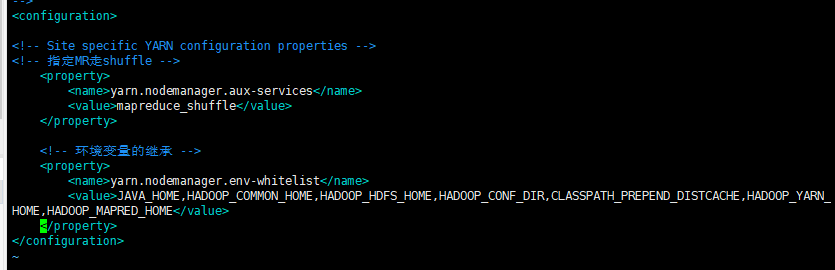 -->
<configuration>
<!-- Site specific YARN configuration properties -->
<!-- 指定MR走shuffle -->
<property>
<name>yarn.nodemanager.aux-services</name>
<value>mapreduce_shuffle</value>
</property>
<!-- 环境变量的继承 -->
<property>
<name>yarn.nodemanager.env-whitelist</name>
<value>JAVA_HOME,HADOOP_COMMON_HOME,HADOOP_HDFS_HOME,HADOOP_CONF_DIR,CLASSPATH_PREPEND_DISTCACHE,HADOOP_YARN_
HOME,HADOOP_MAPRED_HOME</value>
</property>
</configuration>
~